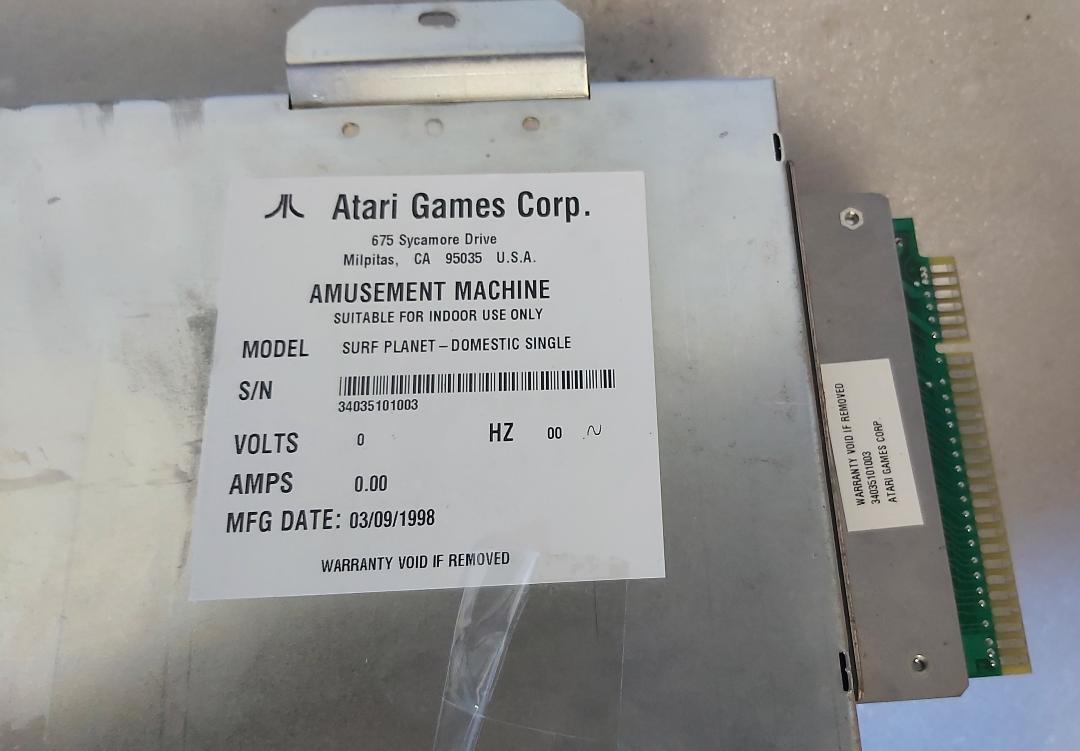 Atari Games Corp.
675 Sycamore Drive
Milpitas, CA 95035 U.S.A.
AMUSEMENT MACHINE
SUITABLE FOR INDOOR USE ONLY
MODEL SURF PLANET – DOMESTIC SINGLE
S/N
34035101003
VOLTS 0 HZ 00 ~
AMPS 0.00
MFG DATE: 03/09/1998
WARRANTY VOID IF REMOVED
WARRANTY VOID IF REMOVED
34035101003
ATARI GAMES CORP